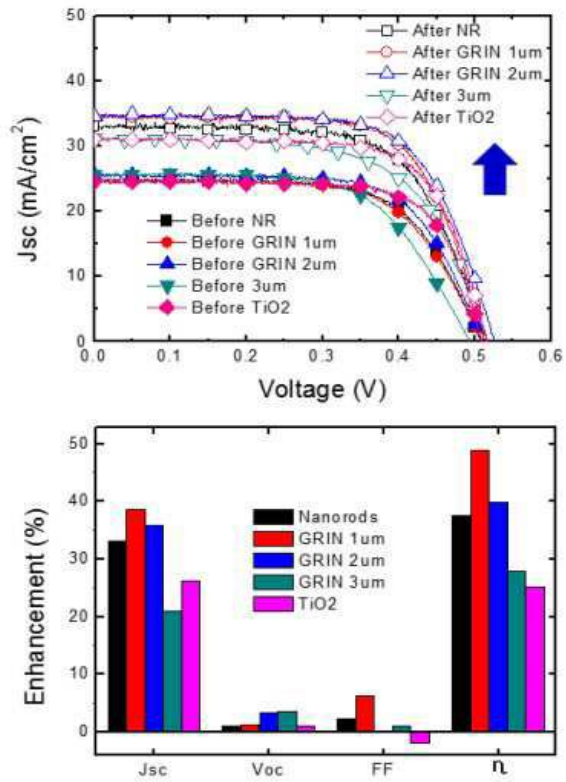 After NR
After GRIN 1um
After GRIN 2um
After 3um
After TiO2
40
30
20
10
0
Jsc (mA/cm²)
Before NR
Before GRIN 1um
Before GRIN 2um
Before 3um
Before TiO2
0.0 0.1 0.2 0.3 0.4 0.5 0.6
Voltage (V)
50
40
30
20
10
0
Enhancement (%)
Nanorods
GRIN 1um
GRIN 2um
GRIN 3um
TiO2
Jsc Voc FF η